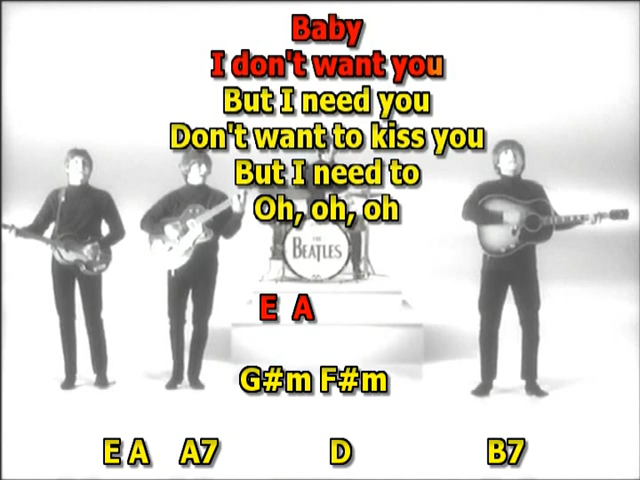 Baby
I don't want you
But I need you
Don't want to kiss you
But I need to
Oh, oh, oh
THE
BEATLES
E A
G#m F#m
E A A7 D B7